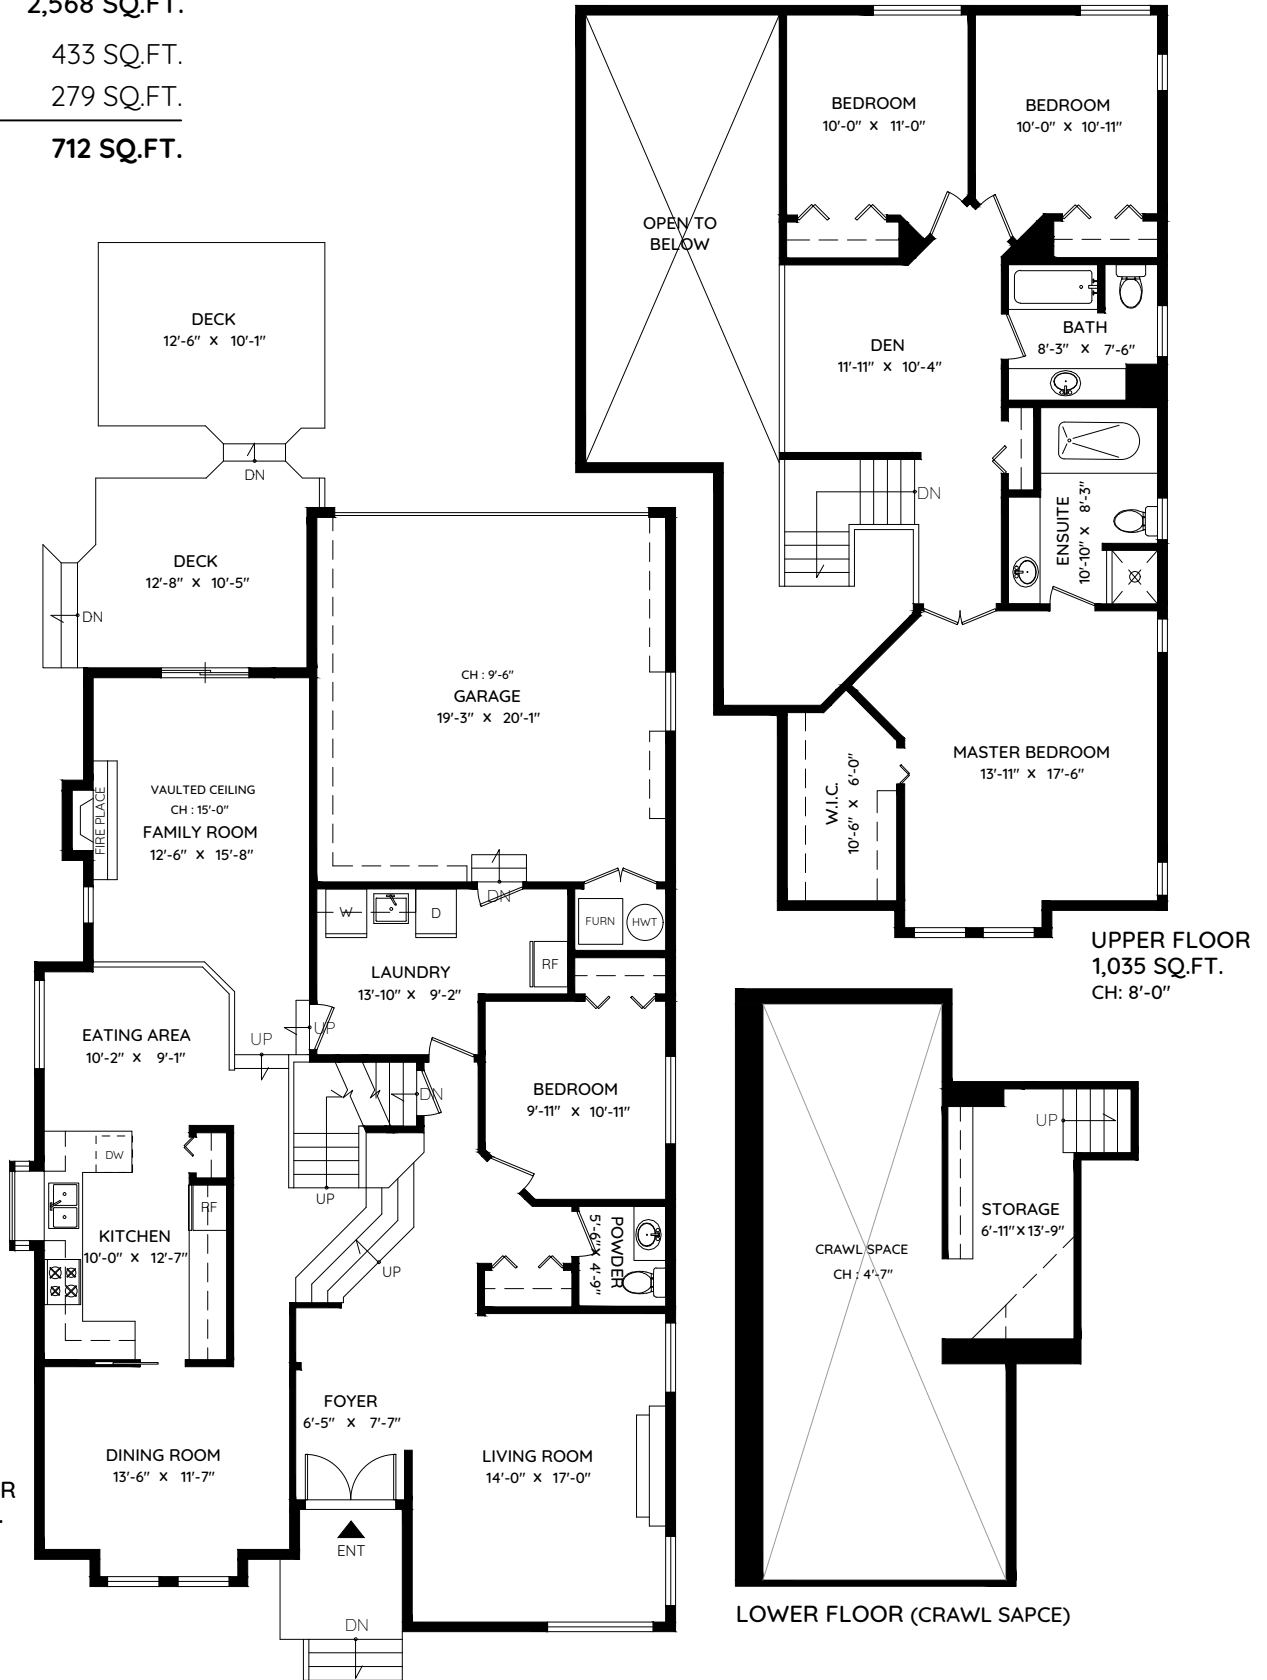 2,568 SQ.FT.
433 SQ.FT.
279 SQ.FT.
712 SQ.FT.
DECK
12'-6" X 10'-1"
DN
DECK
12'-8" X 10'-5"
DN
CH : 9'-6"
GARAGE
19'-3" X 20'-1"
VAULTED CEILING
CH : 15'-0"
FAMILY ROOM
12'-6" X 15'-8"
FIRE PLACE
DN
W
D
FURN
HWT
RF
LAUNDRY
13'-10" X 9'-2"
UP
UP
EATING AREA
10'-2" X 9'-1"
DN
BEDROOM
9'-11" X 10'-11"
DW
UP
RF
KITCHEN
10'-0" X 12'-7"
POWDER
5'-6" X 4'-9"
UP
FOYER
6'-5" X 7'-7"
DINING ROOM
13'-6" X 11'-7"
LIVING ROOM
14'-0" X 17'-0"
R
.
ENT
DN
BEDROOM
10'-0" X 11'-0"
BEDROOM
10'-0" X 10'-11"
OPEN TO
BELOW
BATH
8'-3" X 7'-6"
DEN
11'-11" X 10'-4"
DN
ENSUITE
10'-10" X 8'-3"
MASTER BEDROOM
13'-11" X 17'-6"
W.I.C.
10'-6" X 6'-0"
UPPER FLOOR
1,035 SQ.FT.
CH: 8'-0"
UP
STORAGE
6'-11" X 13'-9"
CRAWL SPACE
CH : 4'-7"
LOWER FLOOR (CRAWL SAPCE)